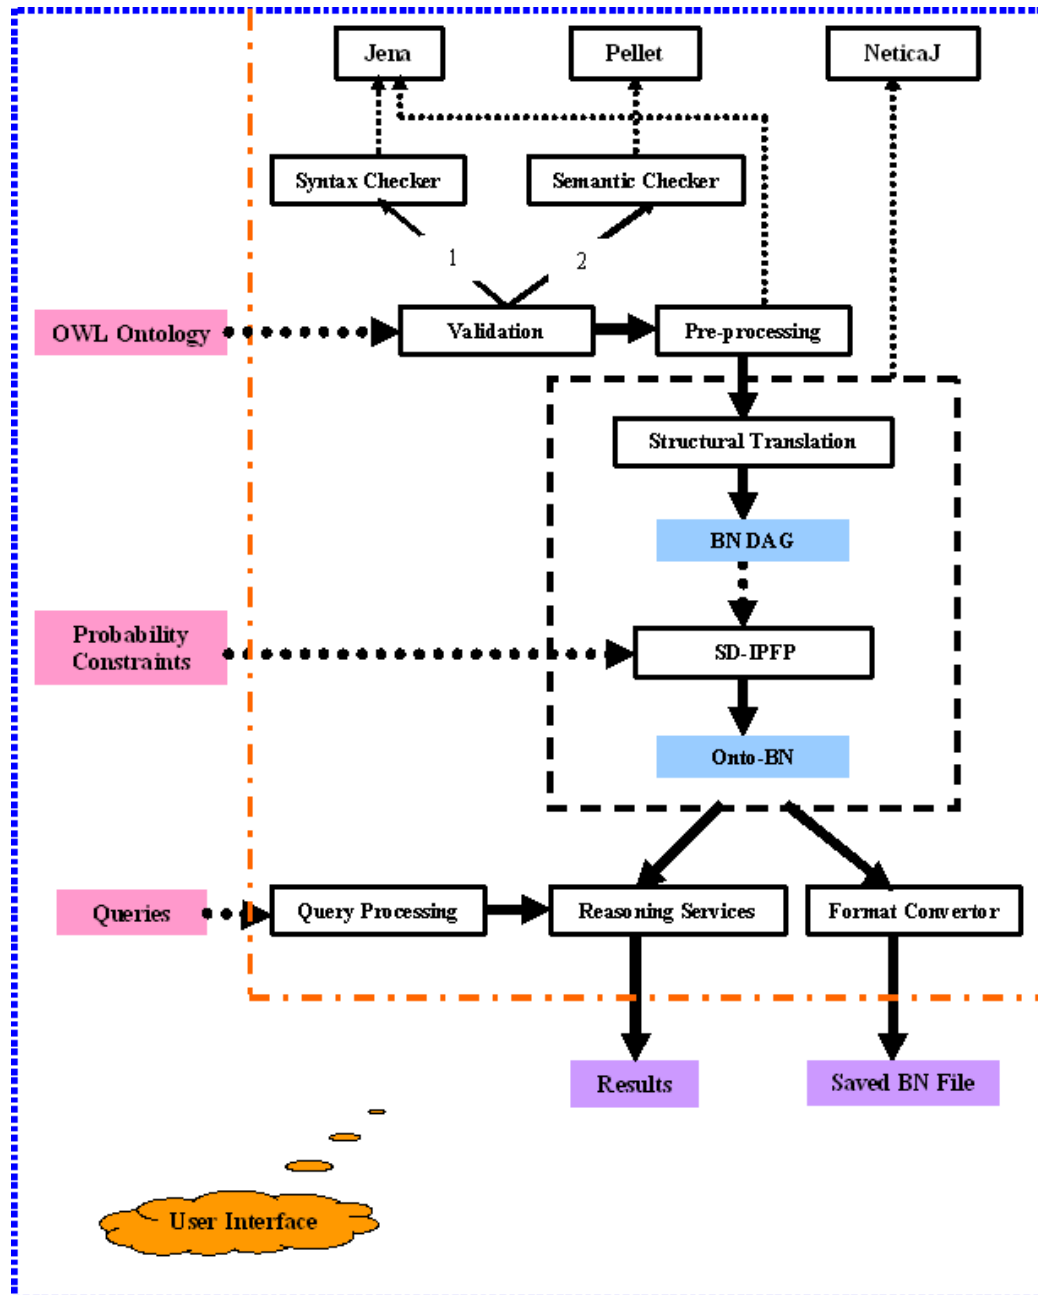 Jena
Pellet
NeticaJ
Syntax Checker
Semantic Checker
1
2
OWL Ontology
Validation
Pre-processing
Structural Translation
BN DAG
Probability
Constraints
SD-IPFP
Onto-BN
Queries
Query Processing
Reasoning Services
Format Convertor
Results
Saved BN File
User Interface